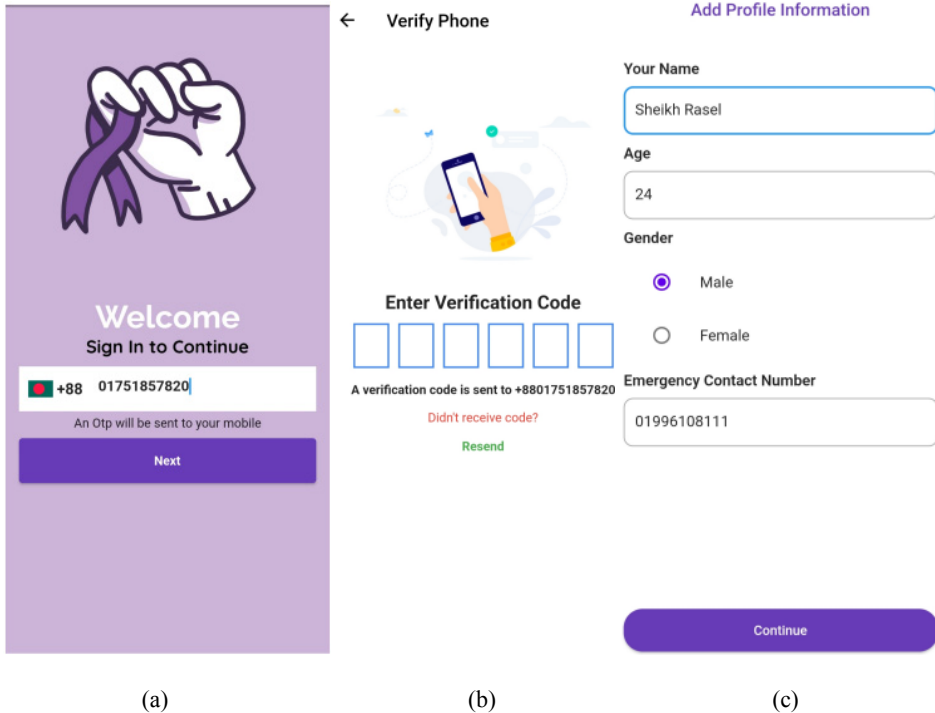 Welcome
Sign In to Continue
+88 01751857820
An Otp will be sent to your mobile
Next
(a)
Verify Phone
Enter Verification Code
A verification code is sent to +8801751857820
Didn't receive code?
Resend
(b)
Add Profile Information
Your Name
Sheikh Rasel
Age
24
Gender
Male
Female
Emergency Contact Number
01996108111
Continue
(c)